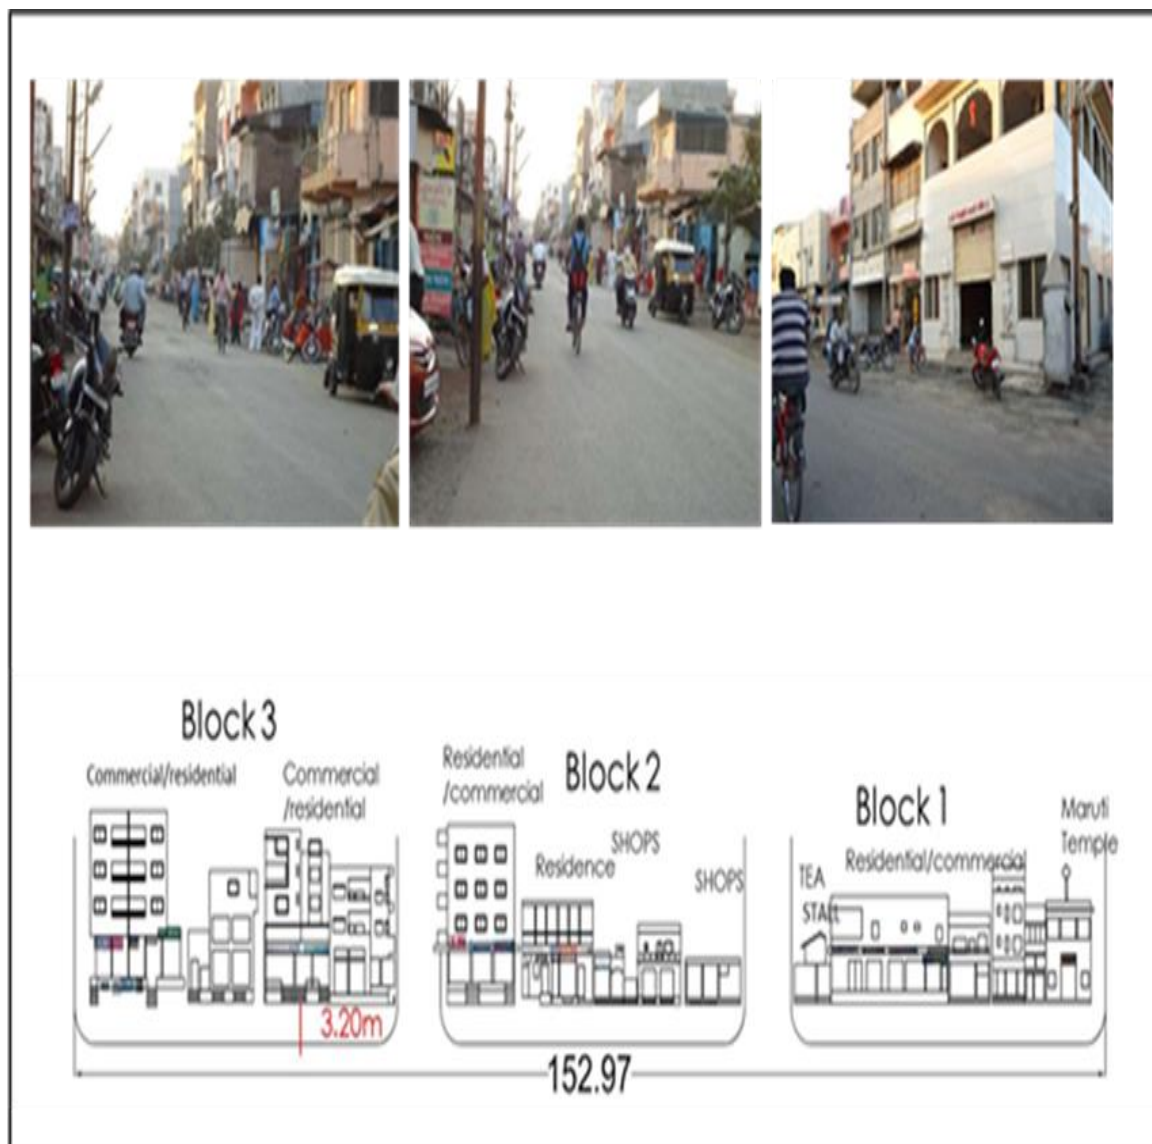 Block 3
Commercial/residential
Commercial
/residential
3.20m
Residential
/commercial
Block 2
Residence
SHOPS
SHOPS
Block 1
Residential/commercial
TEA
STALL
Maruti
Temple
152.97